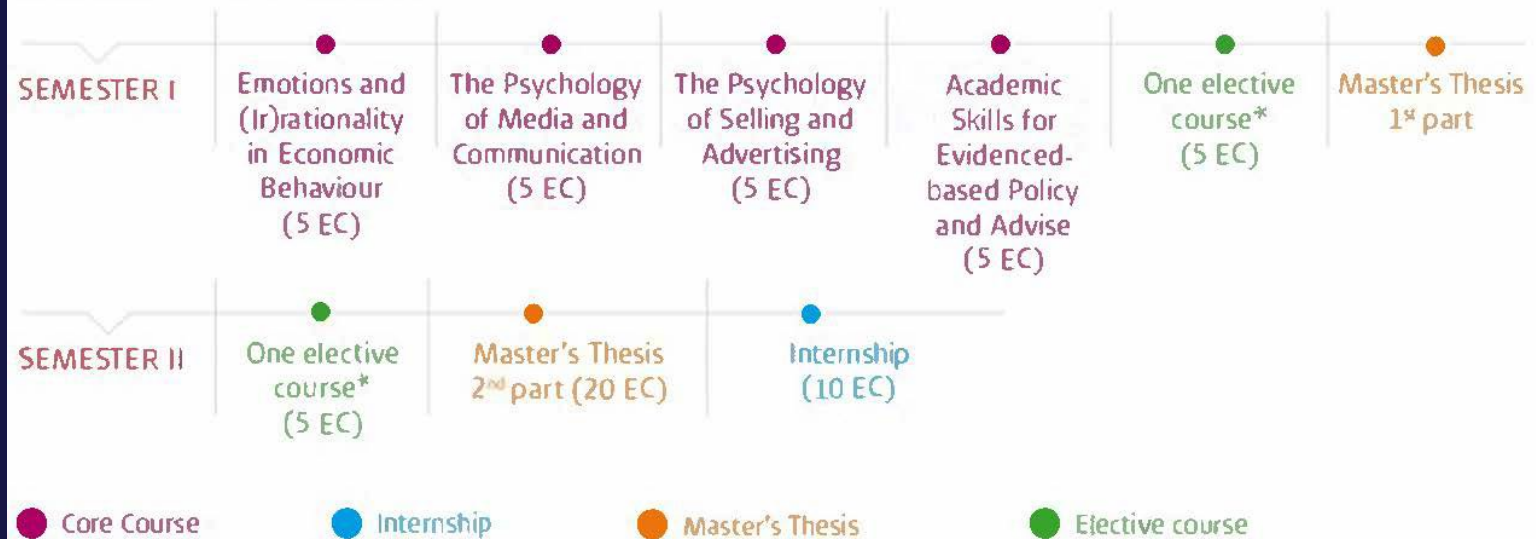 SEMESTER I
Emotions and
(Ir)rationality
in Economic
Behaviour
(5 EC)
The Psychology
of Media and
Communication
(5 EC)
The Psychology
of Selling and
Advertising
(5 EC)
Academic
Skills for
Evidenced-
based Policy
and Advise
(5 EC)
One elective
course*
(5 EC)
Master's Thesis
1st part
SEMESTER II
One elective
course*
(5 EC)
Master's Thesis
2nd part (20 EC)
Internship
(10 EC)
Core Course
Internship
Master's Thesis
Elective course